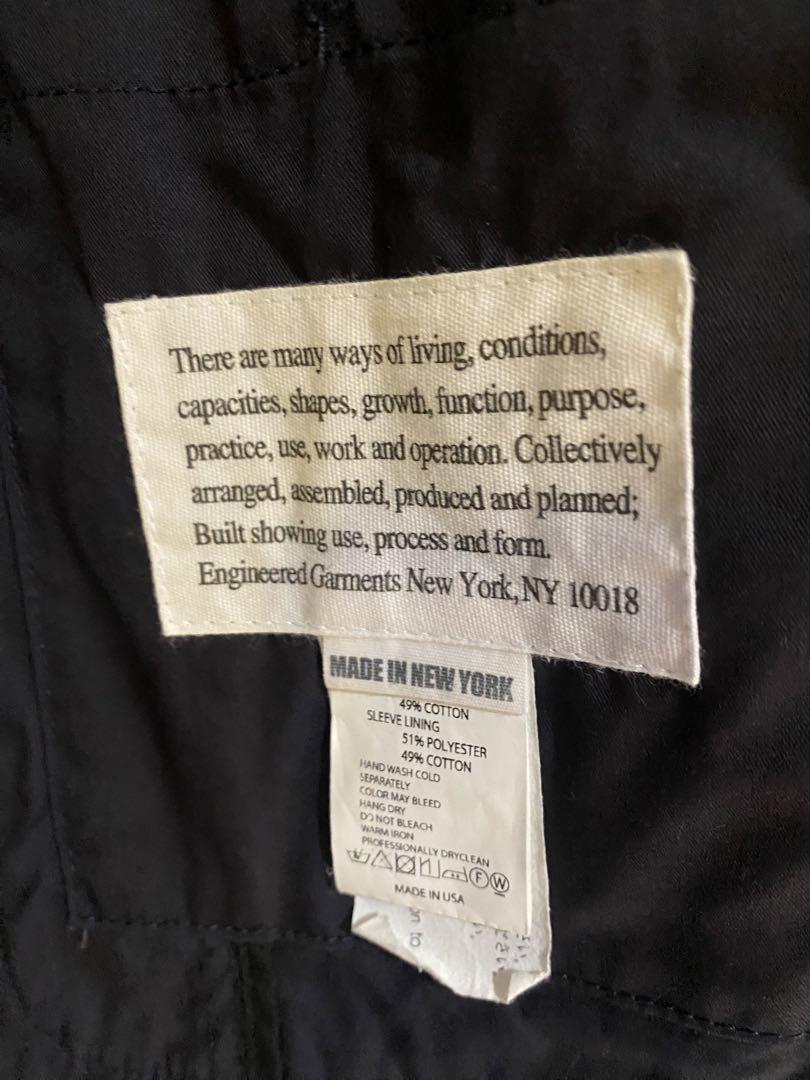 There are many ways of living, conditions,
capacities, shapes, growth, function, purpose,
practice, use, work and operation. Collectively
arranged, assembled, produced and planned;
Built showing use, process and form.
Engineered Garments New York, NY 10018
MADE IN NEW YORK
49% COTTON
SLEEVE LINING
51% POLYESTER
49% COTTON
HAND WASH COLD
SEPARATELY
COLOR MAY BLEED
HANG DRY
DO NOT BLEACH
WARM IRON
PROFESSIONALLY DRYCLEAN
F W
MADE IN USA